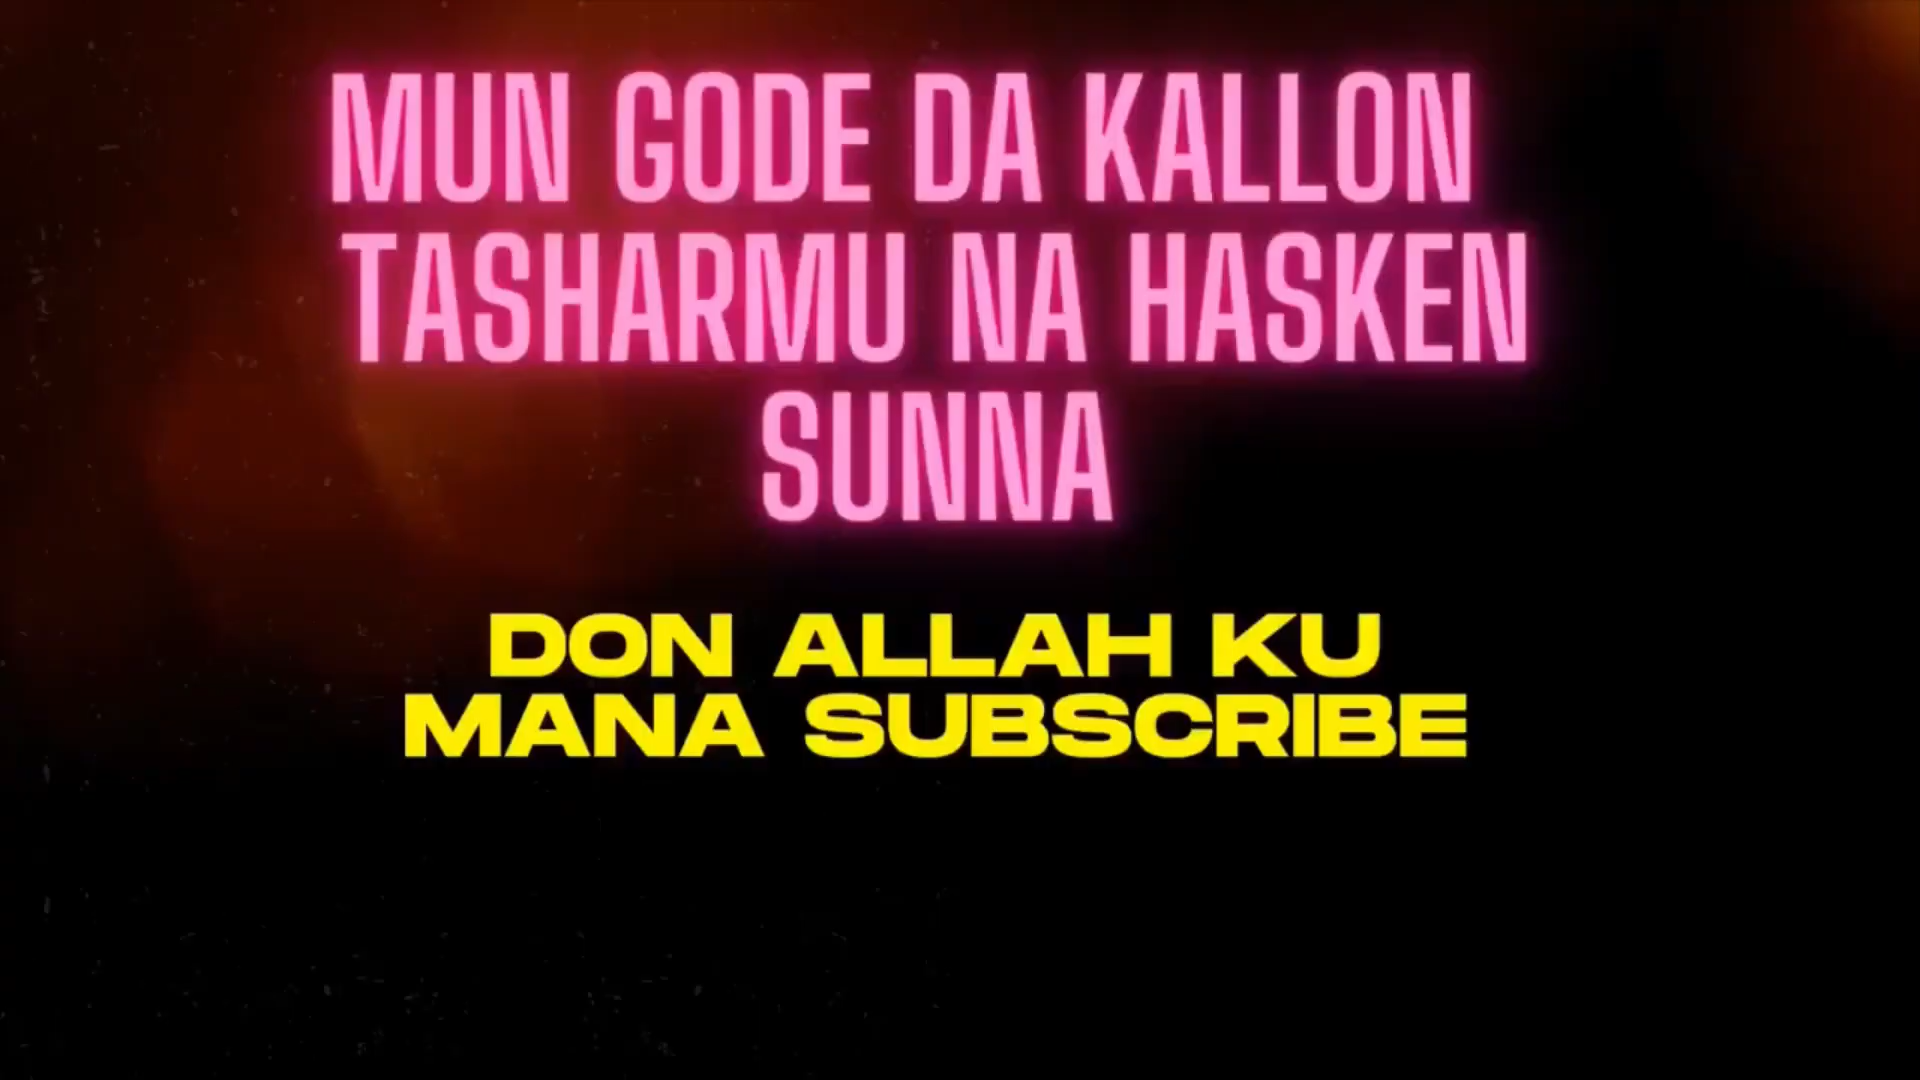 MUN GODE DA KALLON
TASHARMU NA HASKEN
SUNNA
DON ALLAH KU
MANA SUBSCRIBE